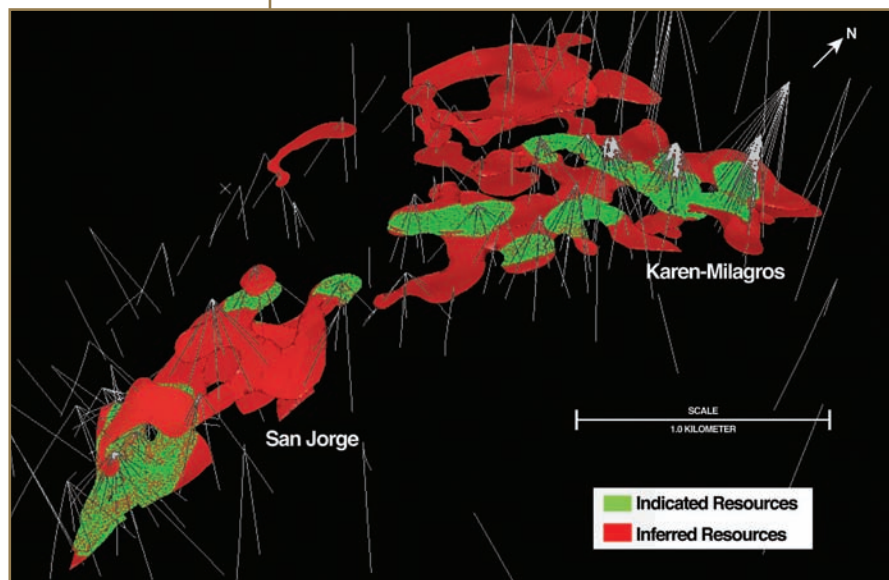 N
Karen-Milagros
SCALE
1.0 KILOMETER
San Jorge
Indicated Resources
Inferred Resources